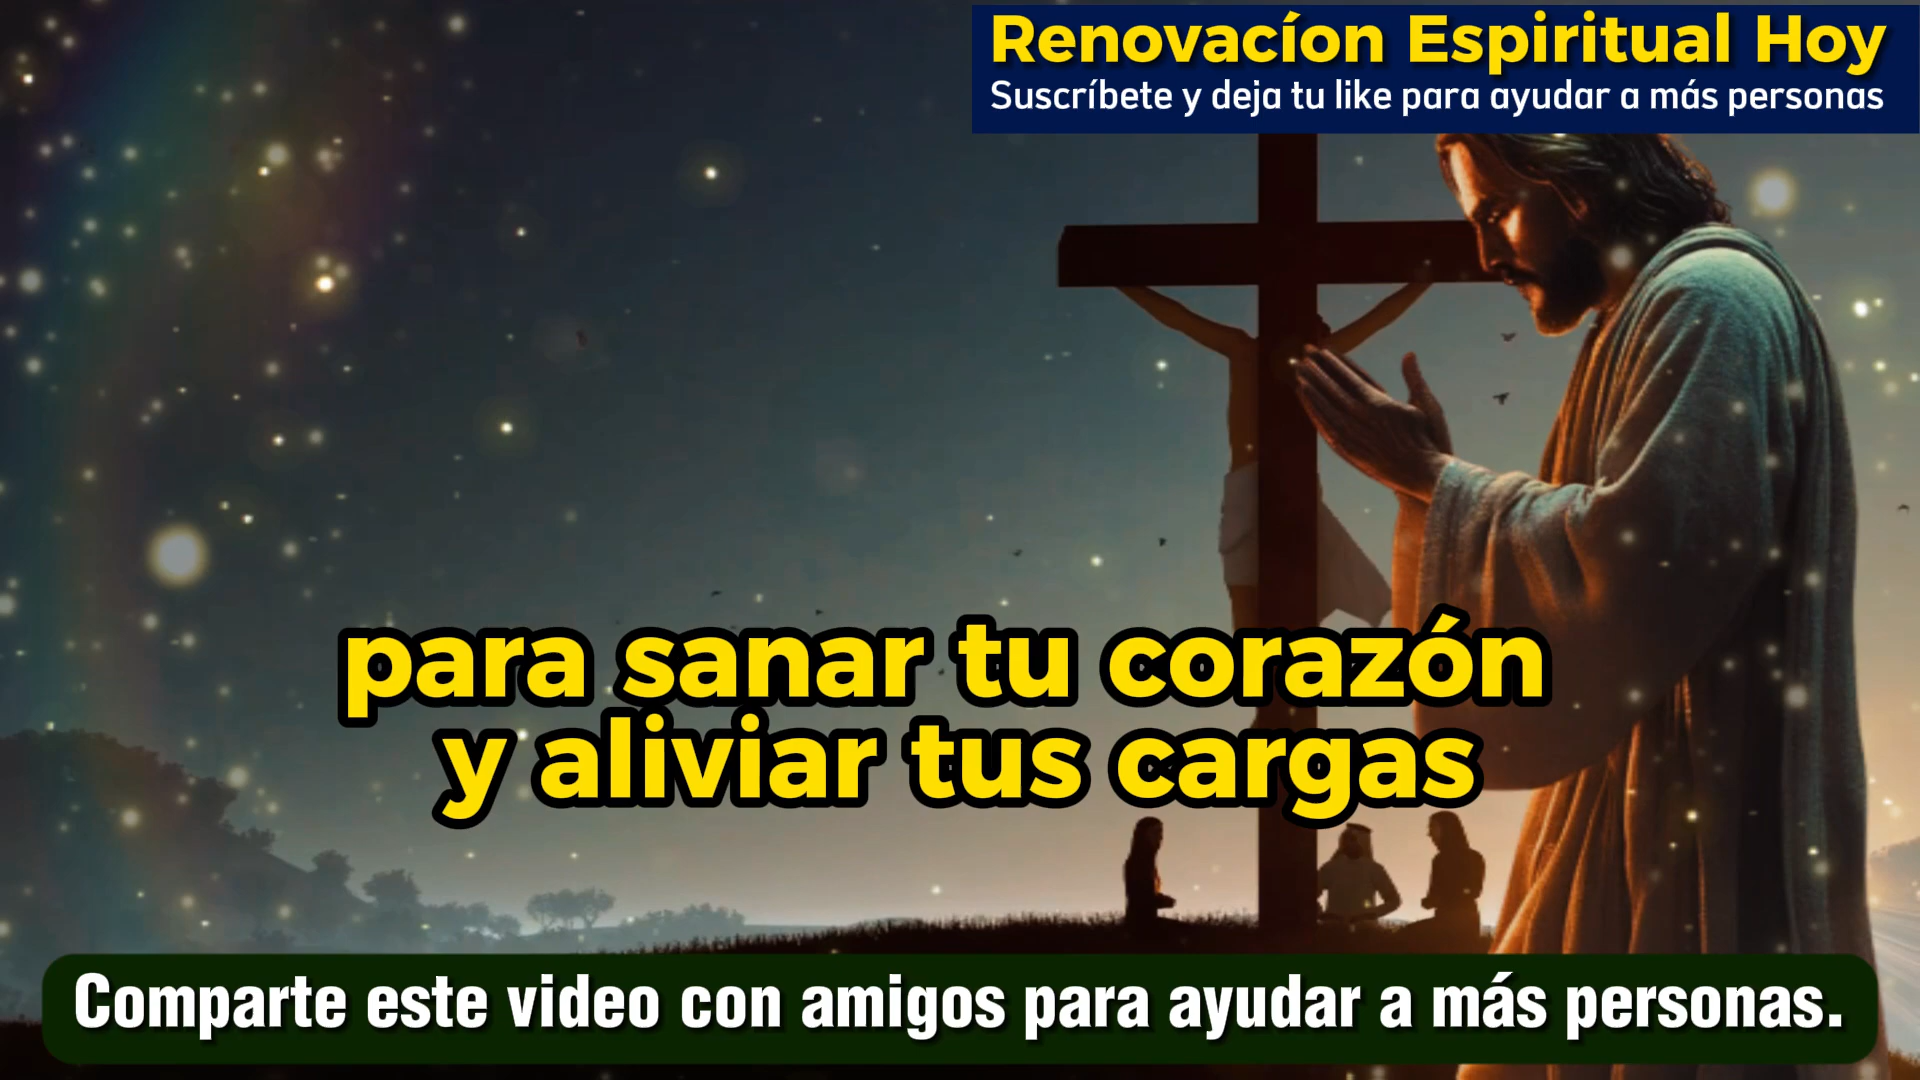 Renovacíon Espiritual Hoy
Suscríbete y deja tu like para ayudar a más personas
para sanar tu corazón
y aliviar tus cargas
Comparte este video con amigos para ayudar a más personas.